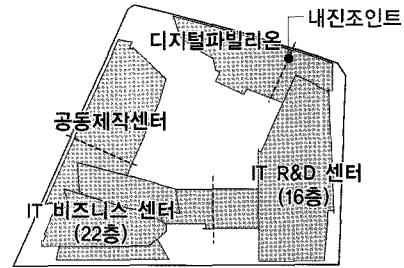 내진조인트
디지털파빌리온
공동제작센터
IT R&D 센터
(16층)
IT 비즈니스 센터
(22층)